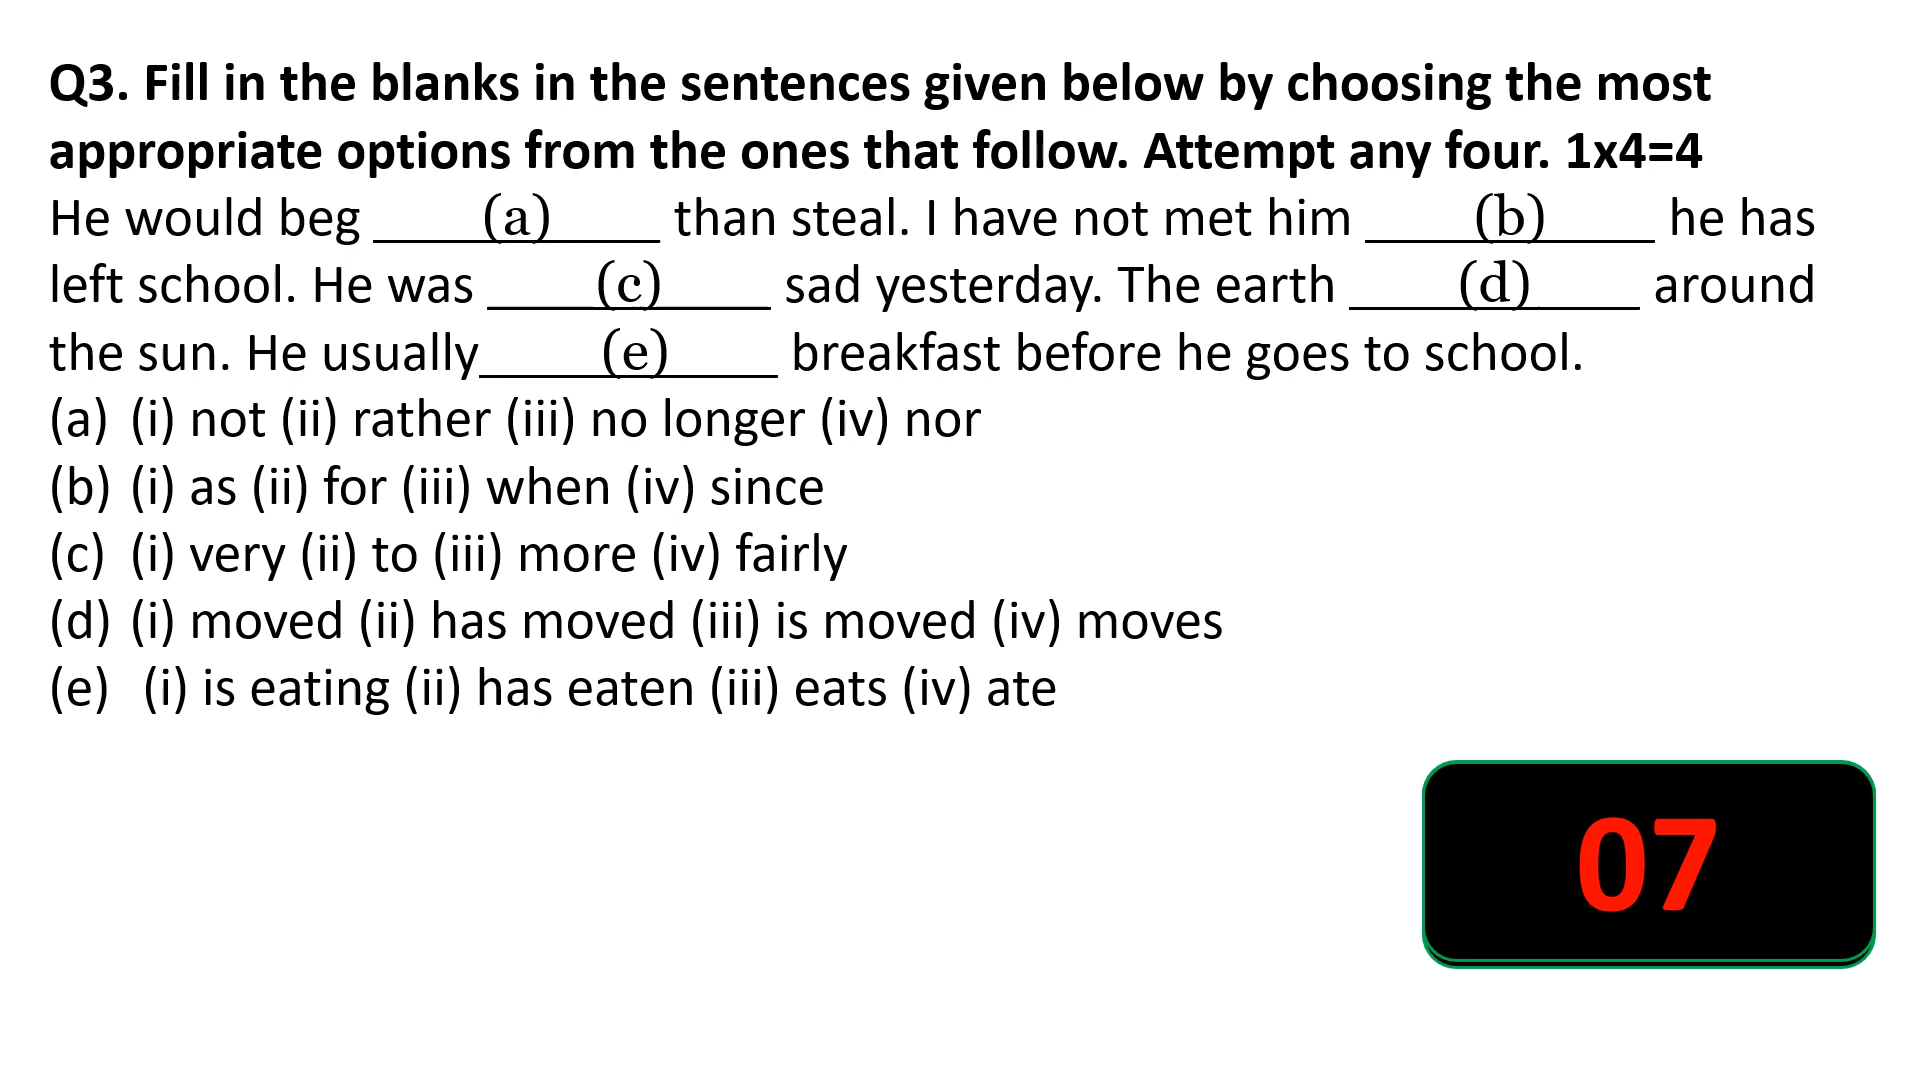 Q3. Fill in the blanks in the sentences given below by choosing the most
appropriate options from the ones that follow. Attempt any four. 1x4=4
He would beg ____(a)____ than steal. I have not met him ____(b)____ he has
left school. He was ____(c)____ sad yesterday. The earth ____(d)____ around
the sun. He usually____(e)____ breakfast before he goes to school.
(a) (i) not (ii) rather (iii) no longer (iv) nor
(b) (i) as (ii) for (iii) when (iv) since
(c) (i) very (ii) to (iii) more (iv) fairly
(d) (i) moved (ii) has moved (iii) is moved (iv) moves
(e) (i) is eating (ii) has eaten (iii) eats (iv) ate
07